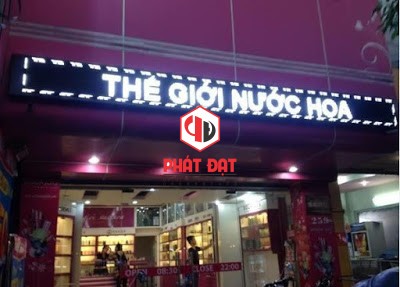 THẾ GIỚI NƯỚC HOA
PHÁT ĐẠT
OPEN 08:30
CLOSE 22:00